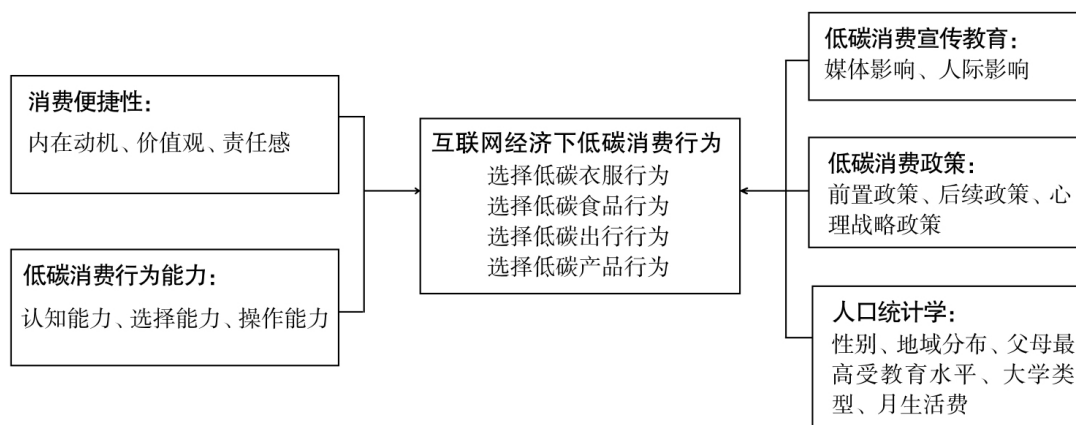 消费便捷性：
内在动机、价值观、责任感
低碳消费行为能力：
认知能力、选择能力、操作能力
互联网经济下低碳消费行为
选择低碳衣服行为
选择低碳食品行为
选择低碳出行行为
选择低碳产品行为
低碳消费宣传教育：
媒体影响、人际影响
低碳消费政策：
前置政策、后续政策、心
理战略政策
人口统计学：
性别、地域分布、父母最
高受教育水平、大学类
型、月生活费